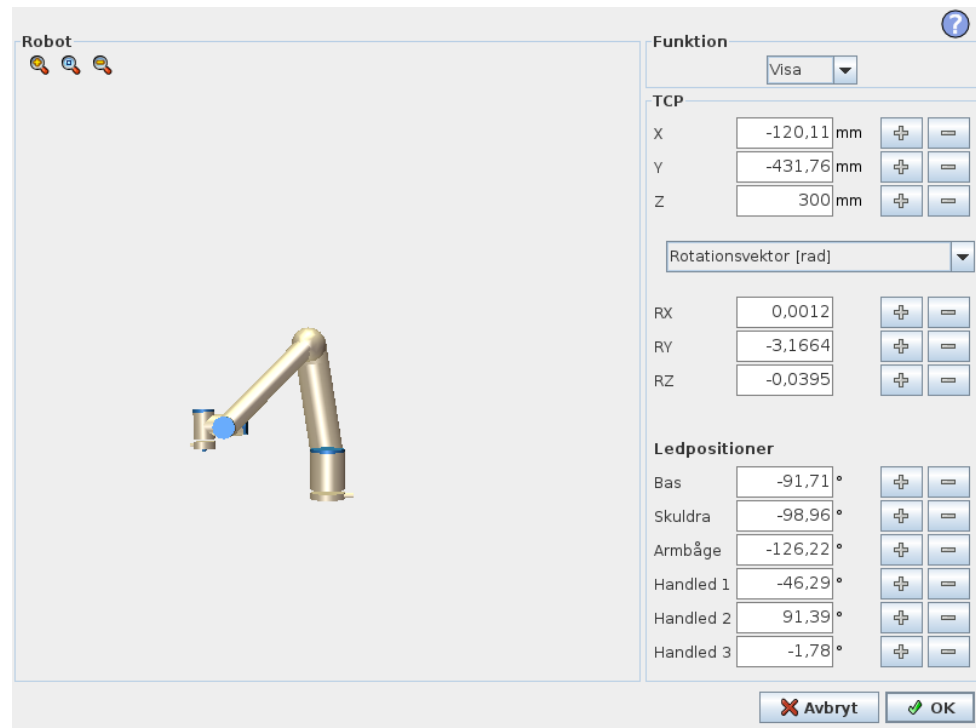 Robot
Funktion
?
Visa
TCP
X -120,11 mm
Y -431,76 mm
Z 300 mm
Rotationsvektor [rad]
RX 0,0012
RY -3,1664
RZ -0,0395
Ledpositioner
Bas -91,71 °
Skuldra -98,96 °
Armbåge -126,22 °
Handled 1 -46,29 °
Handled 2 91,39 °
Handled 3 -1,78 °
Avbryt OK